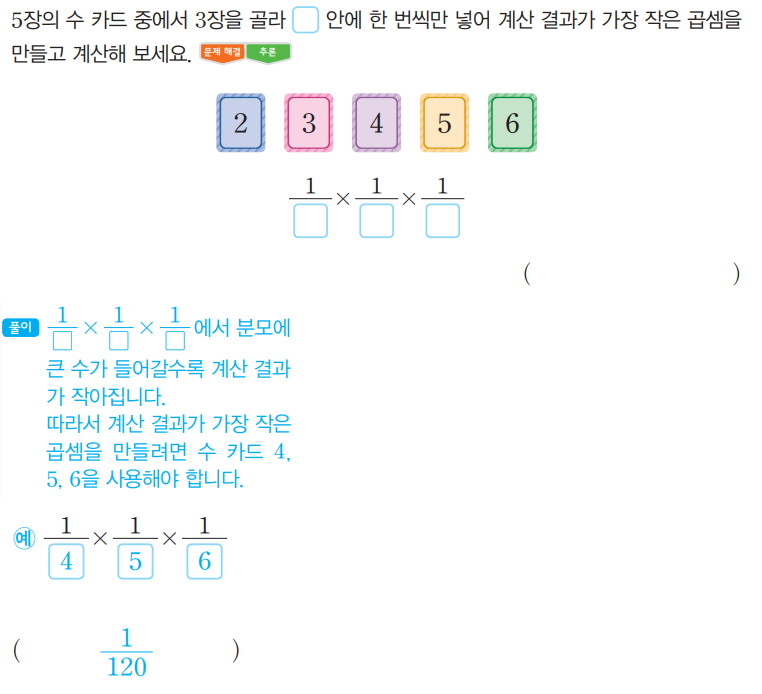 5장의 수 카드 중에서 3장을 골라 □ 안에 한 번씩만 넣어 계산 결과가 가장 작은 곱셈을
만들고 계산해 보세요. 문제 해결 추론
2 3 4 5 6
1/□ × 1/□ × 1/□
( )
풀이 1/□ × 1/□ × 1/□ 에서 분모에
큰 수가 들어갈수록 계산 결과
가 작아집니다.
따라서 계산 결과가 가장 작은
곱셈을 만들려면 수 카드 4,
5, 6을 사용해야 합니다.
예 1/4 × 1/5 × 1/6
( 1/120 )